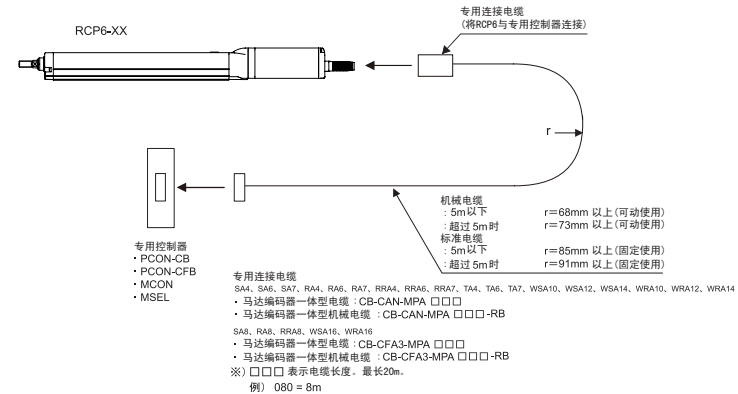 专用连接电缆
(将RCP6与专用控制器连接)
RCP6-XX
r
机械电缆
:5m以下 r=68mm 以上(可动使用)
:超过5m时 r=73mm 以上(可动使用)
标准电缆
:5m以下 r=85mm 以上(固定使用)
:超过5m时 r=91mm 以上(固定使用)
专用控制器
・PCON-CB
・PCON-CFB
・MCON
・MSEL
专用连接电缆
SA4、SA6、SA7、RA4、RA6、RA7、RRA4、RRA6、RRA7、TA4、TA6、TA7、WSA10、WSA12、WSA14、WRA10、WRA12、WRA14
・马达编码器一体型电缆:CB-CAN-MPA □□□
・马达编码器一体型机械电缆:CB-CAN-MPA □□□-RB
SA8、RA8、RRA8、WSA16、WRA16
・马达编码器一体型电缆:CB-CFA3-MPA □□□
・马达编码器一体型机械电缆:CB-CFA3-MPA □□□-RB
※)□□□ 表示电缆长度。最长20m。
例) 080 = 8m